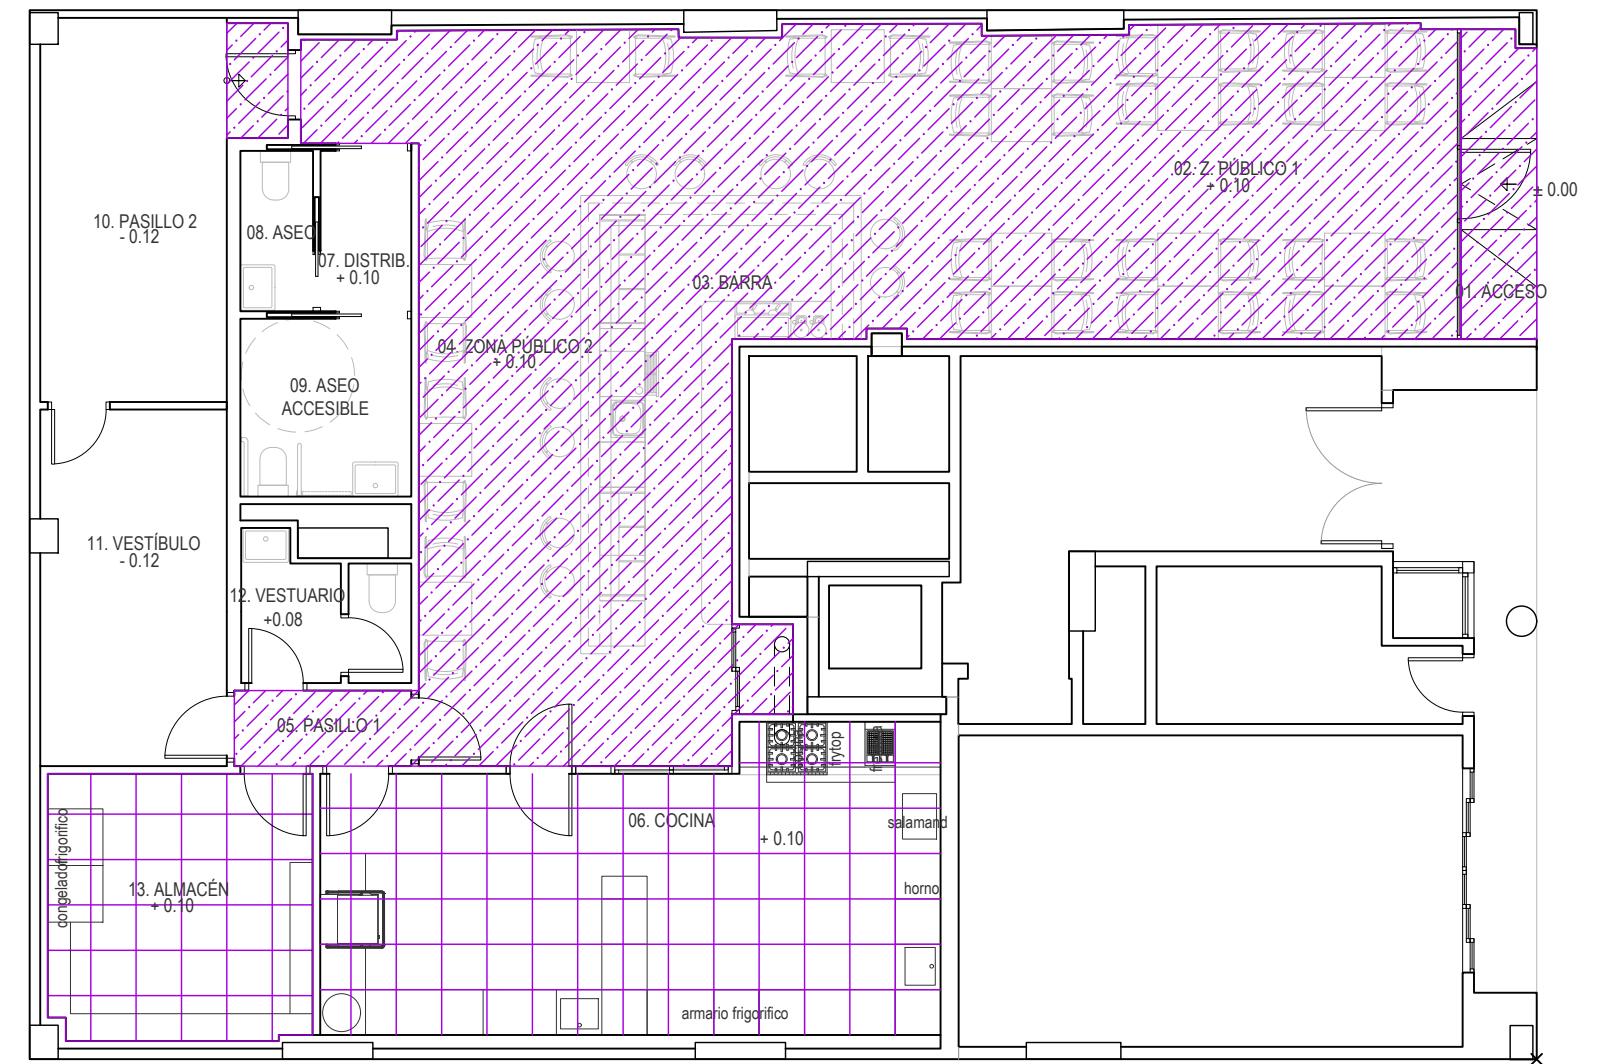 02. Z. PÚBLICO 1
+ 0.10
± 0.00
10. PASILLO 2
- 0.12
08. ASEO
07. DISTRIB.
+ 0.10
03. BARRA
01. ACCESO
04. ZONA PÚBLICO 2
+ 0.10
09. ASEO
ACCESIBLE
11. VESTÍBULO
- 0.12
12. VESTUARIO
+0.08
05. PASILLO 1
frytop
06. COCINA
+ 0.10
salamand
horno
13. ALMACÉN
+ 0.10
congeladofrigorifico
armario frigorifico